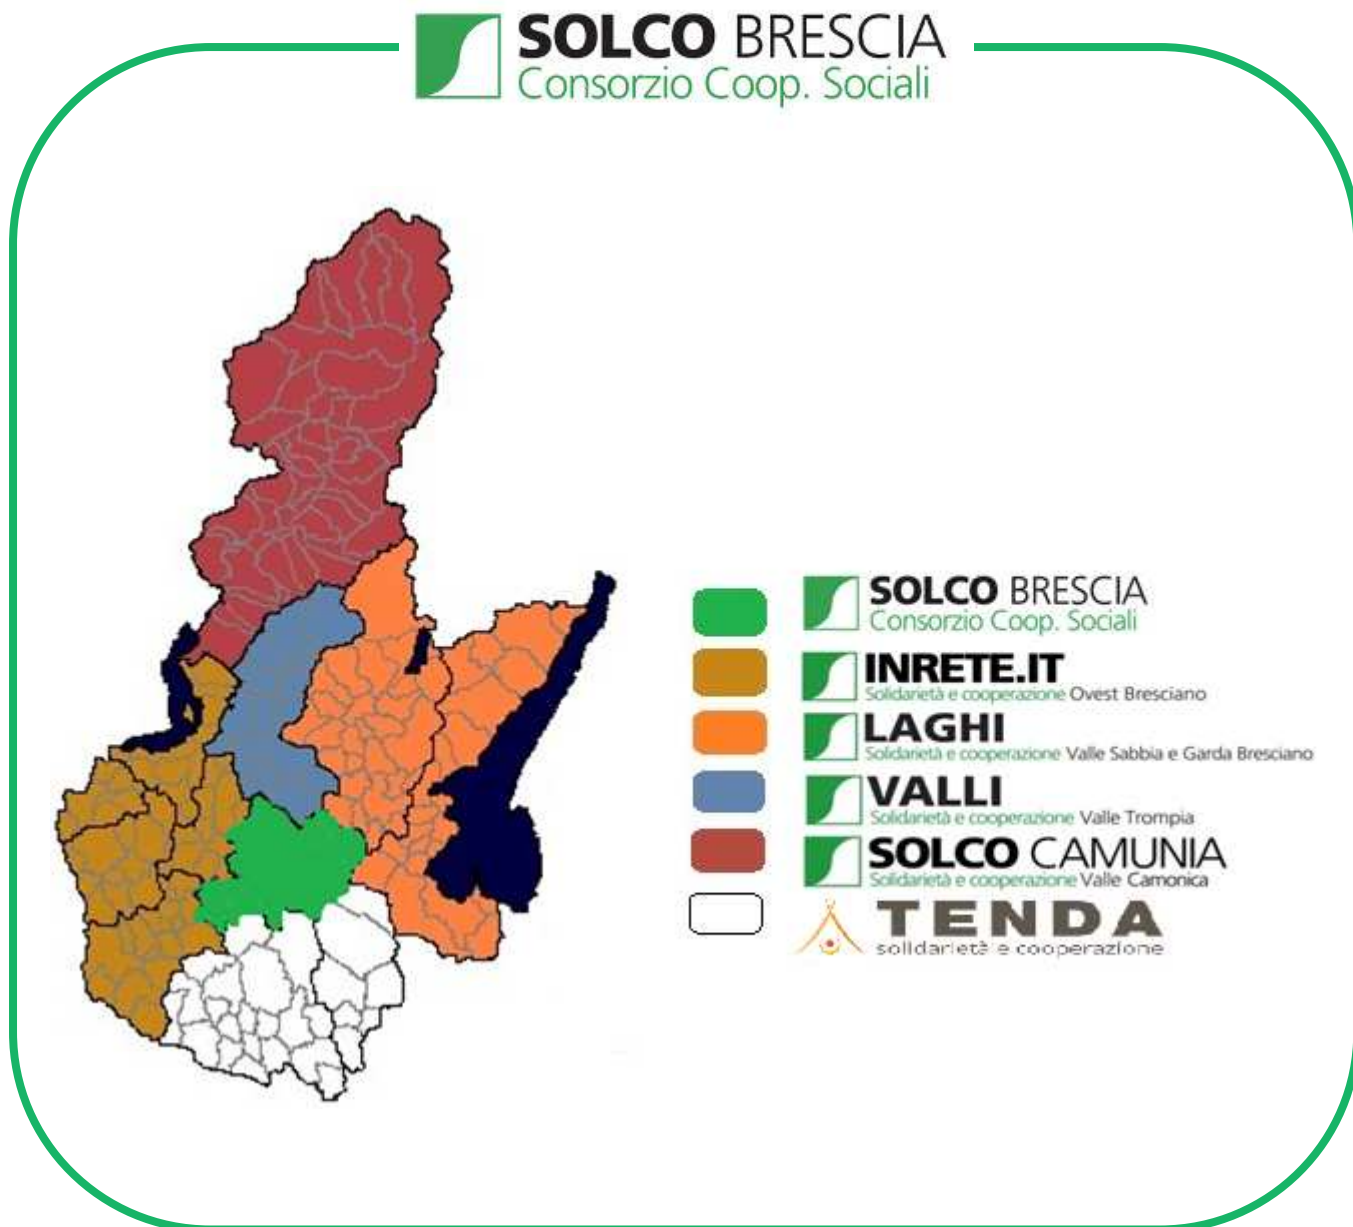 SOLCO BRESCIA
Consorzio Coop. Sociali
SOLCO BRESCIA
Consorzio Coop. Sociali
INRETE.IT
Solidarietà e cooperazione Ovest Bresciano
LAGHI
Solidarietà e cooperazione Valle Sabbia e Garda Bresciano
VALLI
Solidarietà e cooperazione Valle Trompia
SOLCO CAMUNIA
Solidarietà e cooperazione Valle Camonica
TENDA
solidarietà e cooperazione